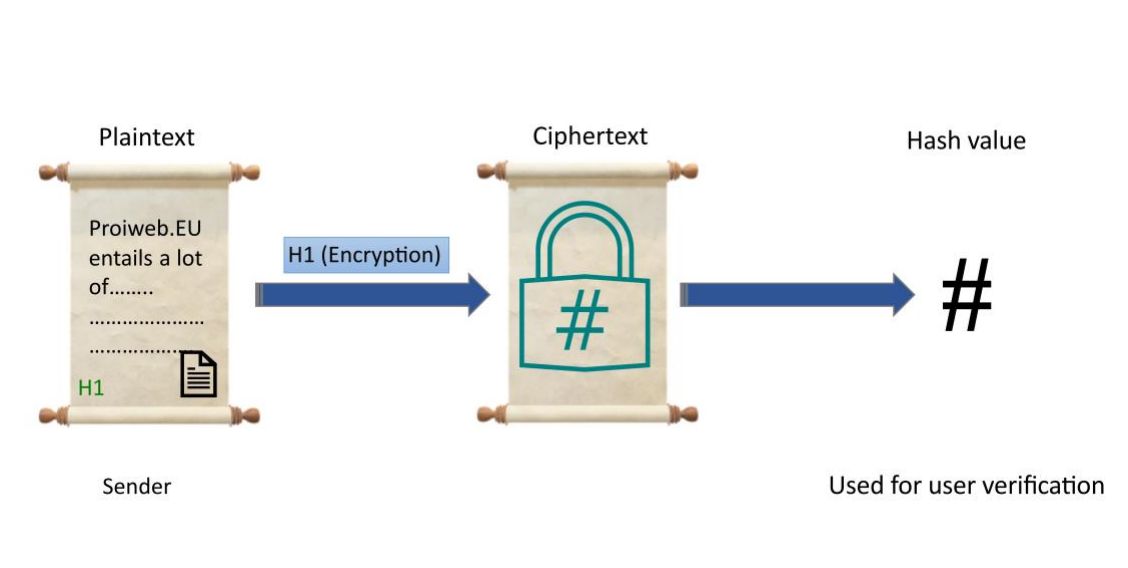 Plaintext
Ciphertext
Hash value
Proiweb.EU
entails a lot
of........
.....................
..................
H1
H1 (Encryption)
#
#
Sender
Used for user verification